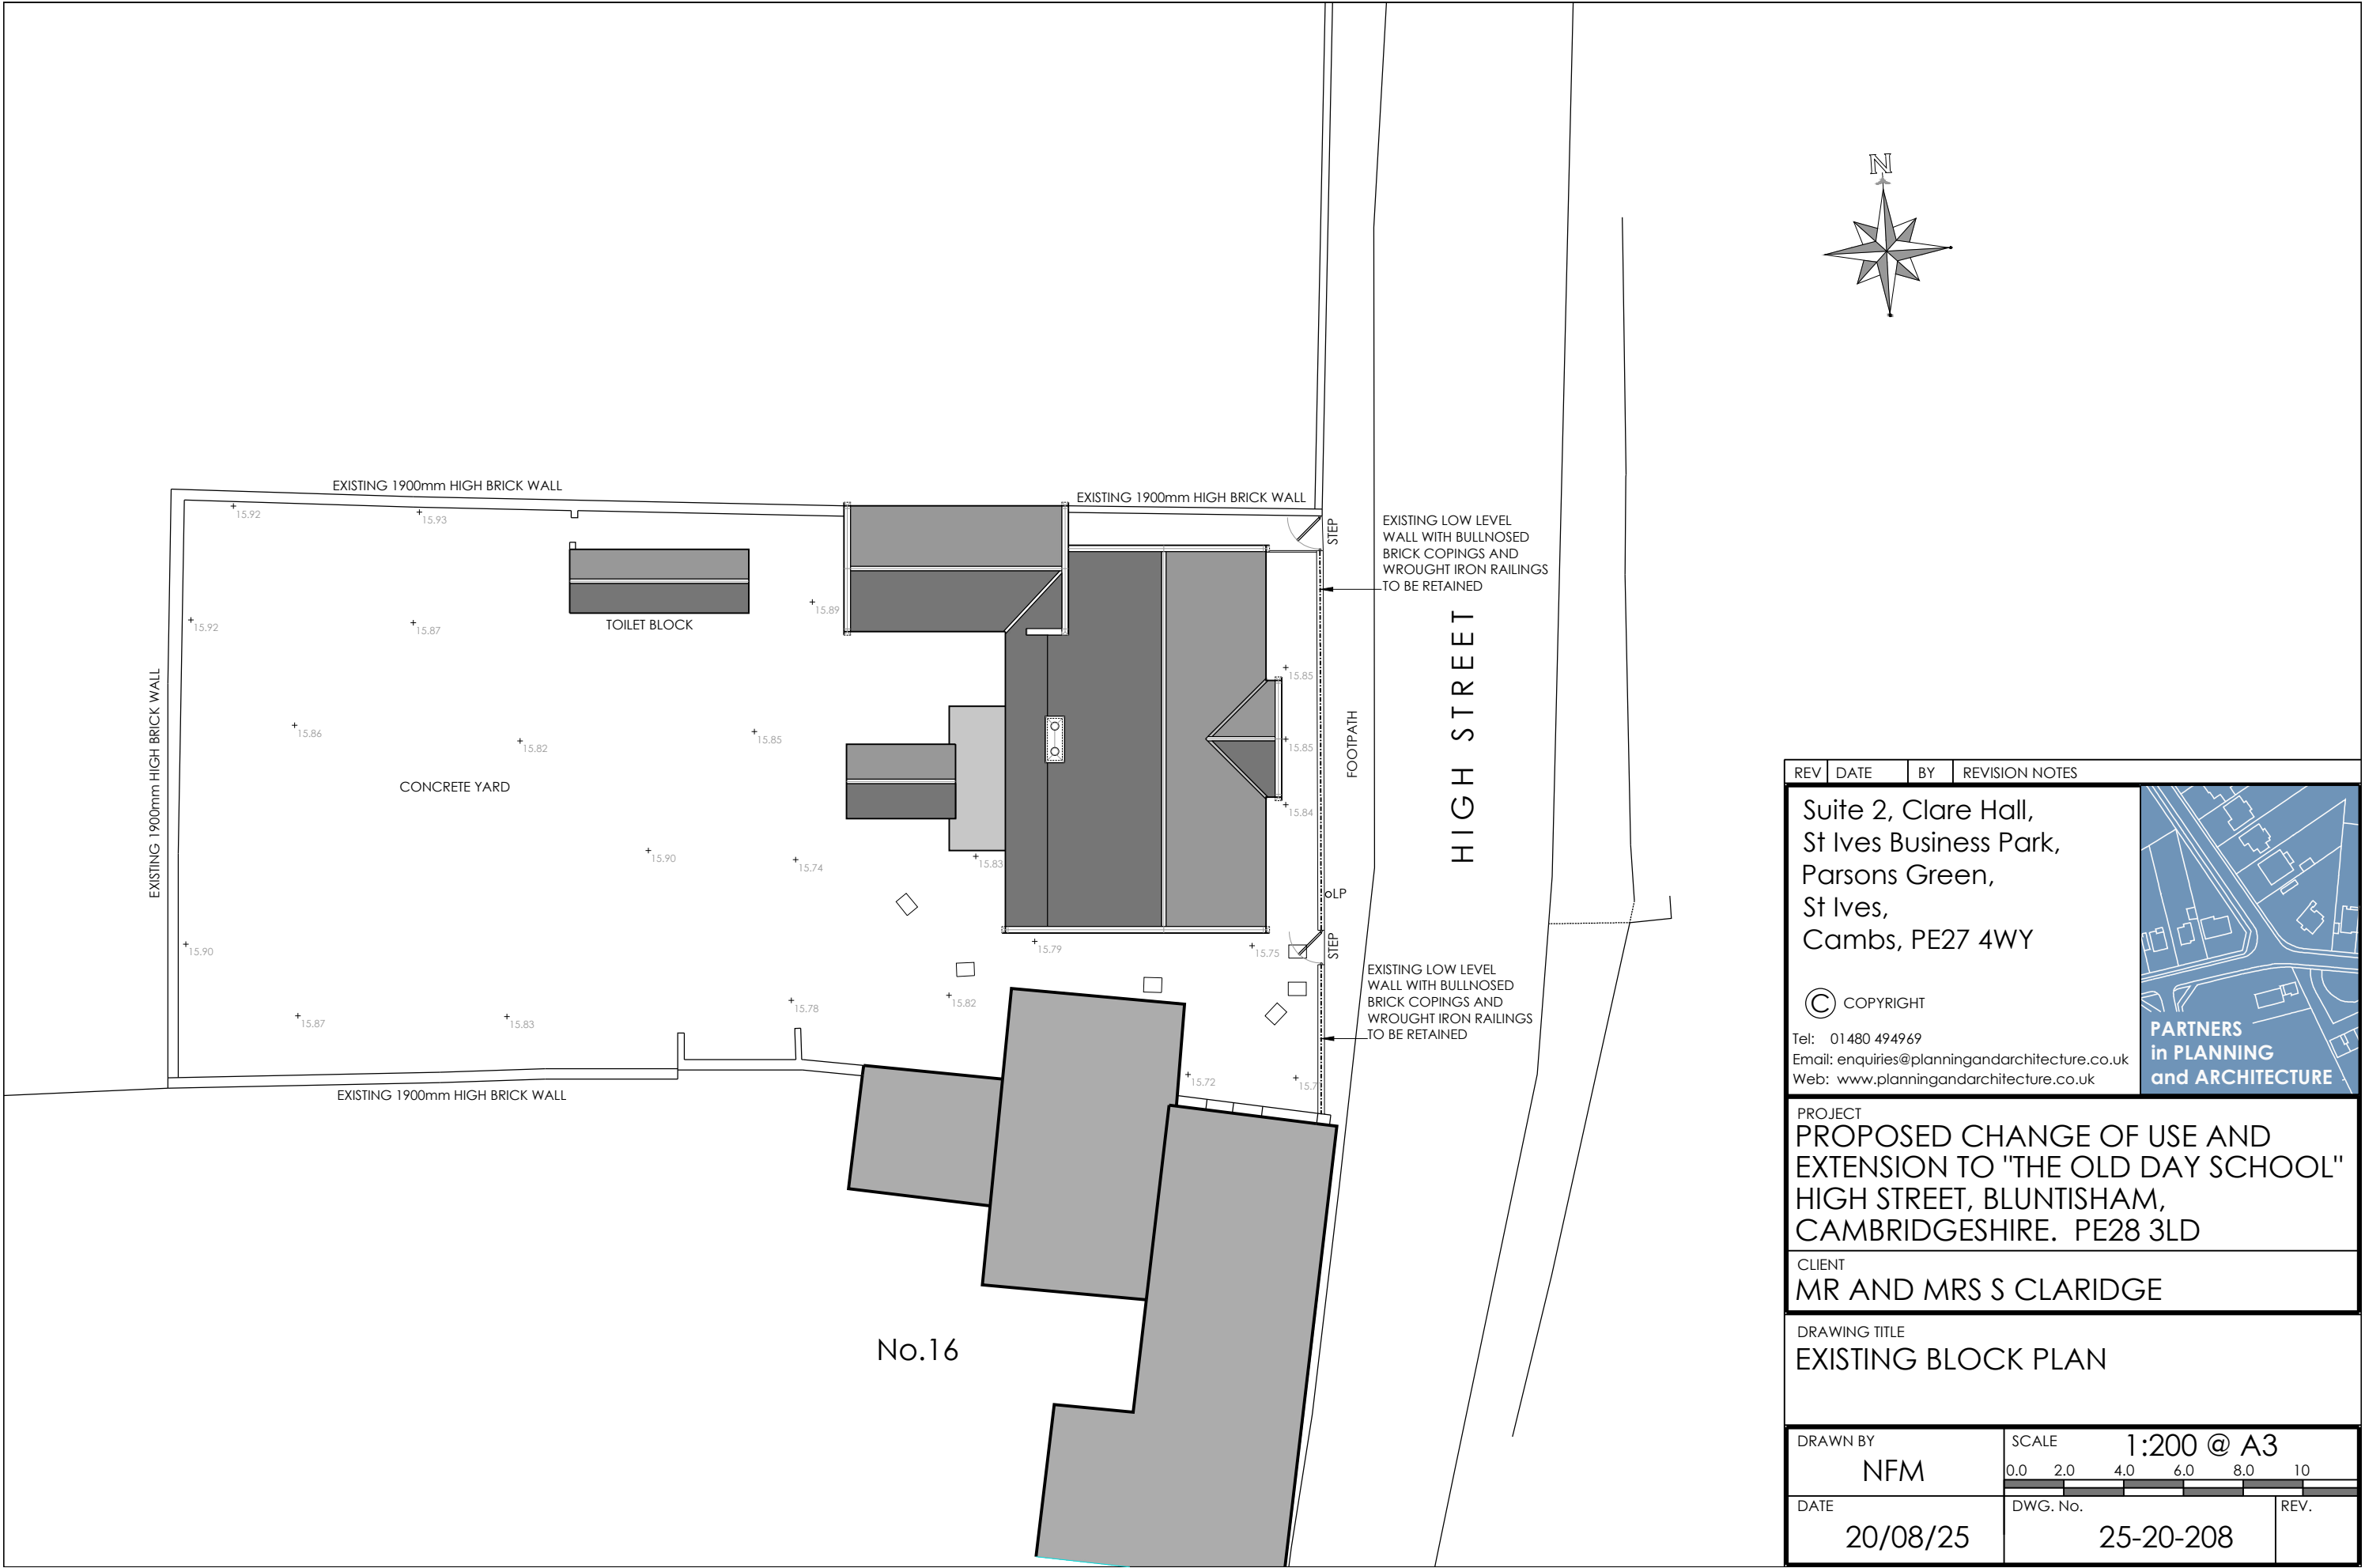 N
EXISTING 1900mm HIGH BRICK WALL
EXISTING 1900mm HIGH BRICK WALL
15.92
15.93
STEP
EXISTING LOW LEVEL
WALL WITH BULLNOSED
BRICK COPINGS AND
WROUGHT IRON RAILINGS
TO BE RETAINED
15.89
15.92
15.87
TOILET BLOCK
HIGH STREET
EXISTING 1900mm HIGH BRICK WALL
15.85
15.86
15.82
15.85
15.85
FOOTPATH
CONCRETE YARD
15.84
15.90
15.74
15.83
oLP
15.90
15.79
15.75
STEP
EXISTING LOW LEVEL
WALL WITH BULLNOSED
BRICK COPINGS AND
WROUGHT IRON RAILINGS
TO BE RETAINED
15.87
15.83
15.78
15.82
15.72
15.7
EXISTING 1900mm HIGH BRICK WALL
No.16
REV DATE BY REVISION NOTES
Suite 2, Clare Hall,
St Ives Business Park,
Parsons Green,
St Ives,
Cambs, PE27 4WY
© COPYRIGHT
Tel: 01480 494969
Email: enquiries@planningandarchitecture.co.uk
Web: www.planningandarchitecture.co.uk
PARTNERS
in PLANNING
and ARCHITECTURE
PROJECT
PROPOSED CHANGE OF USE AND
EXTENSION TO "THE OLD DAY SCHOOL"
HIGH STREET, BLUNTISHAM,
CAMBRIDGESHIRE. PE28 3LD
CLIENT
MR AND MRS S CLARIDGE
DRAWING TITLE
EXISTING BLOCK PLAN
DRAWN BY
NFM
SCALE
1:200 @ A3
0.0 2.0 4.0 6.0 8.0 10
DATE
20/08/25
DWG. No.
25-20-208
REV.